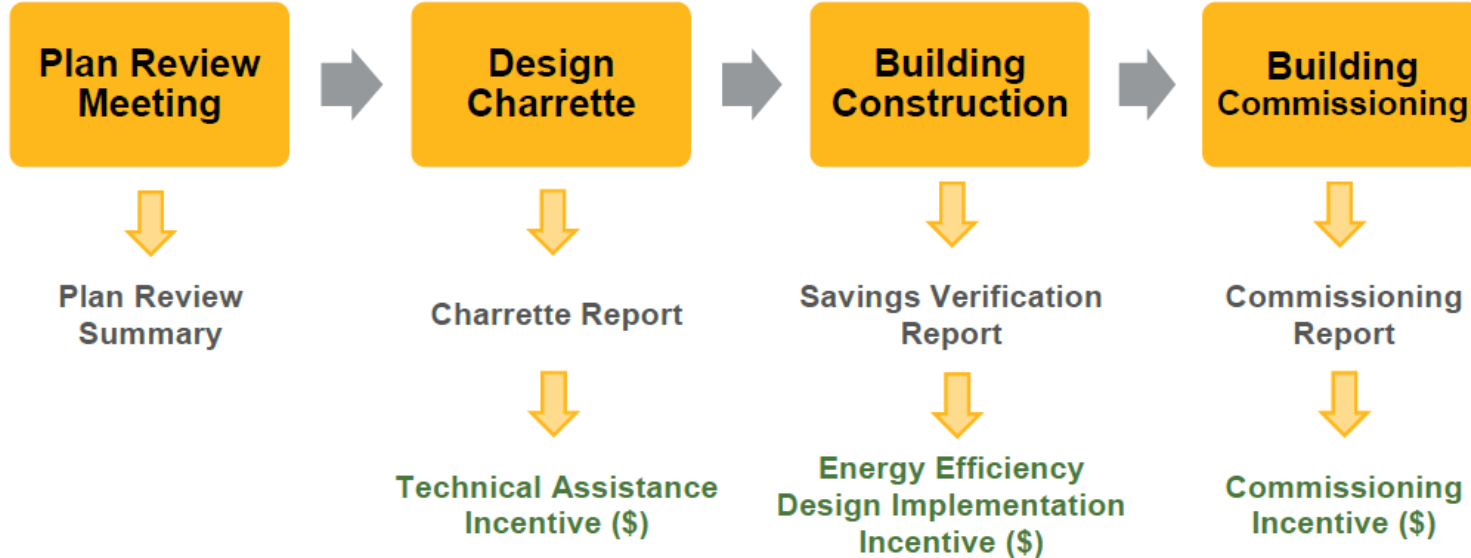 Plan Review
Meeting
Design
Charrette
Building
Construction
Building
Commissioning
Plan Review
Summary
Charrette Report
Savings Verification
Report
Commissioning
Report
Technical Assistance
Incentive ($)
Energy Efficiency
Design Implementation
Incentive ($)
Commissioning
Incentive ($)